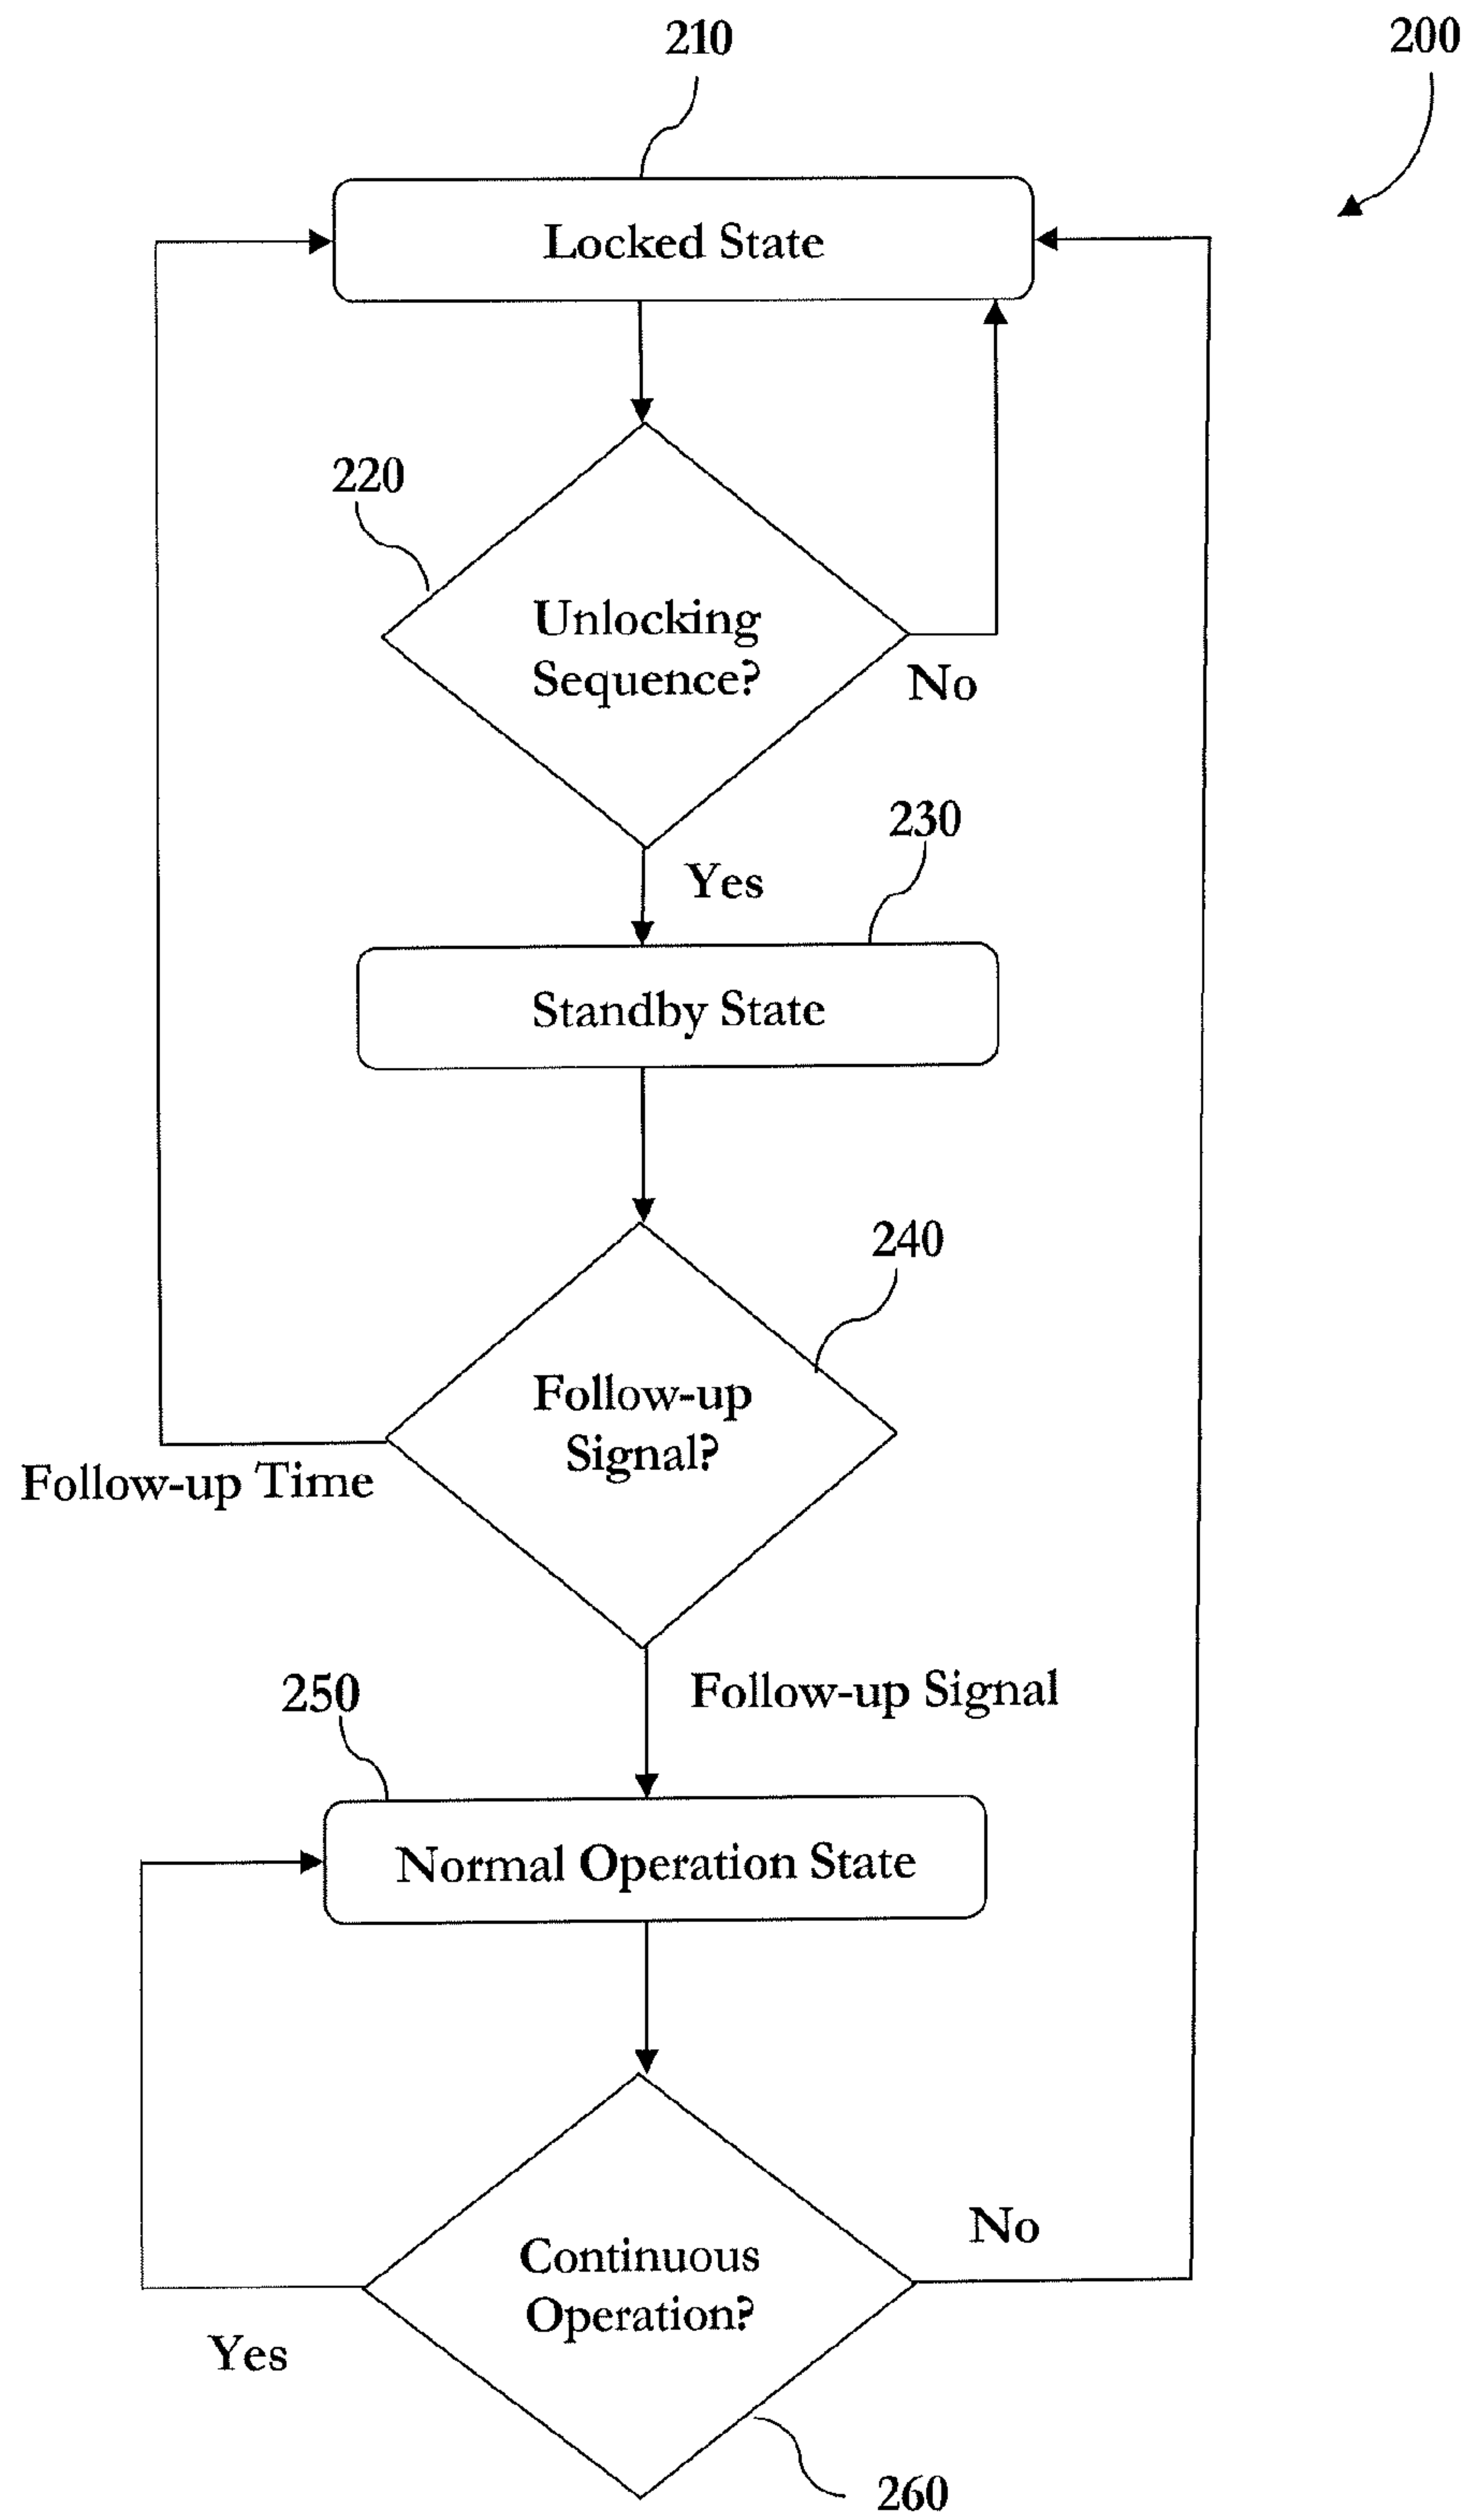 210
200
Locked State
220
Unlocking
Sequence?
No
230
Yes
Standby State
240
Follow-up
Signal?
Follow-up Time
250
Follow-up Signal
Normal Operation State
No
Continuous
Operation?
Yes
260